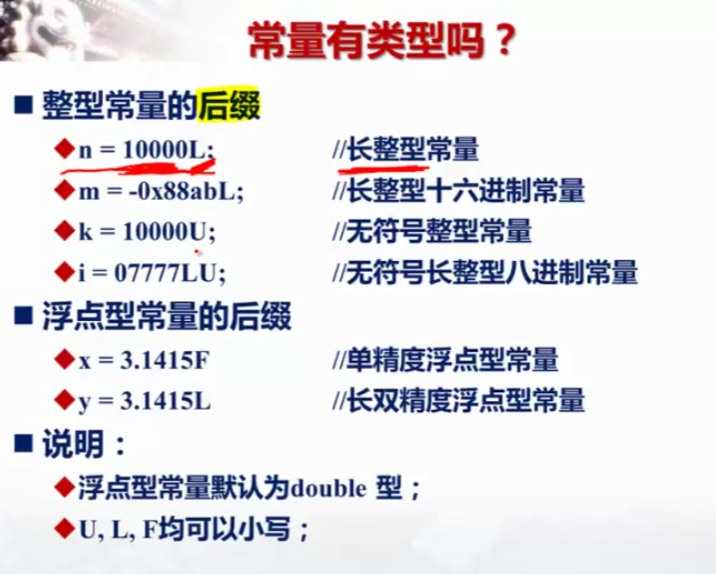 常量有类型吗？
■ 整型常量的后缀
◆n = 10000L; //长整型常量
◆m = -0x88abL; //长整型十六进制常量
◆k = 10000U; //无符号整型常量
◆i = 07777LU; //无符号长整型八进制常量
■ 浮点型常量的后缀
◆x = 3.1415F //单精度浮点型常量
◆y = 3.1415L //长双精度浮点型常量
■ 说明：
◆浮点型常量默认为double 型；
◆U, L, F均可以小写；